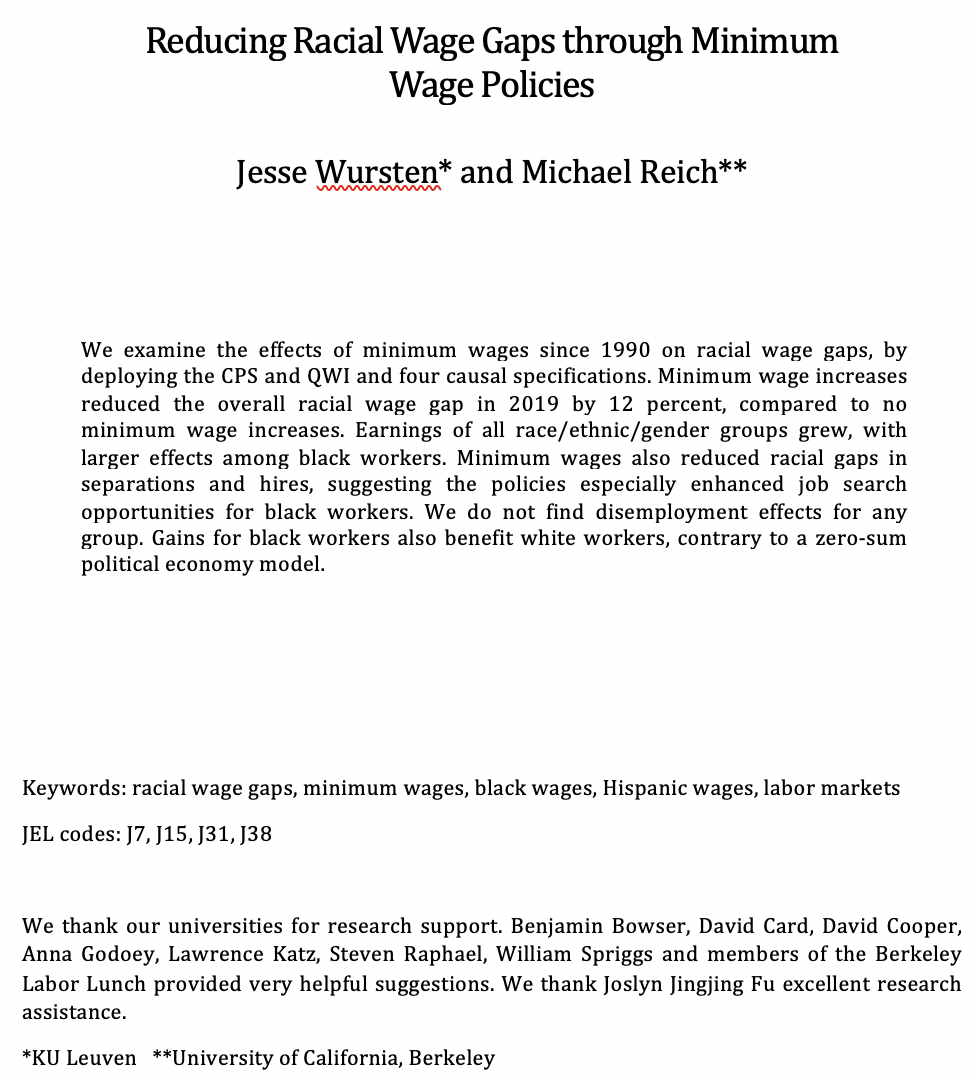 Reducing Racial Wage Gaps through Minimum
Wage Policies
Jesse Wursten* and Michael Reich**
We examine the effects of minimum wages since 1990 on racial wage gaps, by
deploying the CPS and QWI and four causal specifications. Minimum wage increases
reduced the overall racial wage gap in 2019 by 12 percent, compared to no
minimum wage increases. Earnings of all race/ethnic/gender groups grew, with
larger effects among black workers. Minimum wages also reduced racial gaps in
separations and hires, suggesting the policies especially enhanced job search
opportunities for black workers. We do not find disemployment effects for any
group. Gains for black workers also benefit white workers, contrary to a zero-sum
political economy model.
Keywords: racial wage gaps, minimum wages, black wages, Hispanic wages, labor markets
JEL codes: J7, J15, J31, J38
We thank our universities for research support. Benjamin Bowser, David Card, David Cooper,
Anna Godoey, Lawrence Katz, Steven Raphael, William Spriggs and members of the Berkeley
Labor Lunch provided very helpful suggestions. We thank Joslyn Jingjing Fu excellent research
assistance.
*KU Leuven **University of California, Berkeley